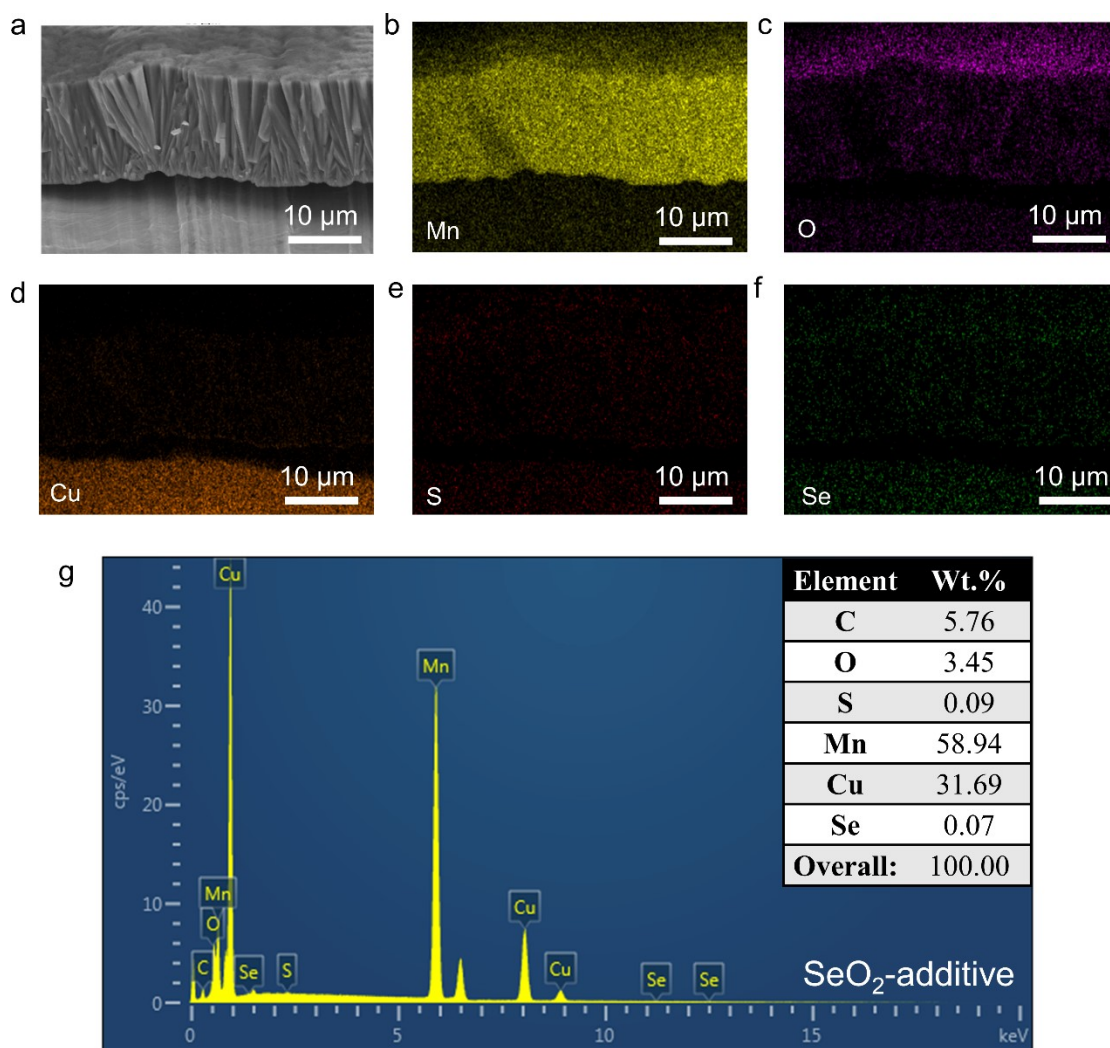 a
10 µm
b
Mn
10 µm
c
O
10 µm
d
Cu
10 µm
e
S
10 µm
f
Se
10 µm
g
cps/eV
40
30
20
10
0
Cu
Mn
Mn
O
C
Se
S
Cu
Cu
Se
Se
0
5
10
15
keV
Element Wt.%
C 5.76
O 3.45
S 0.09
Mn 58.94
Cu 31.69
Se 0.07
Overall: 100.00
SeO₂-additive